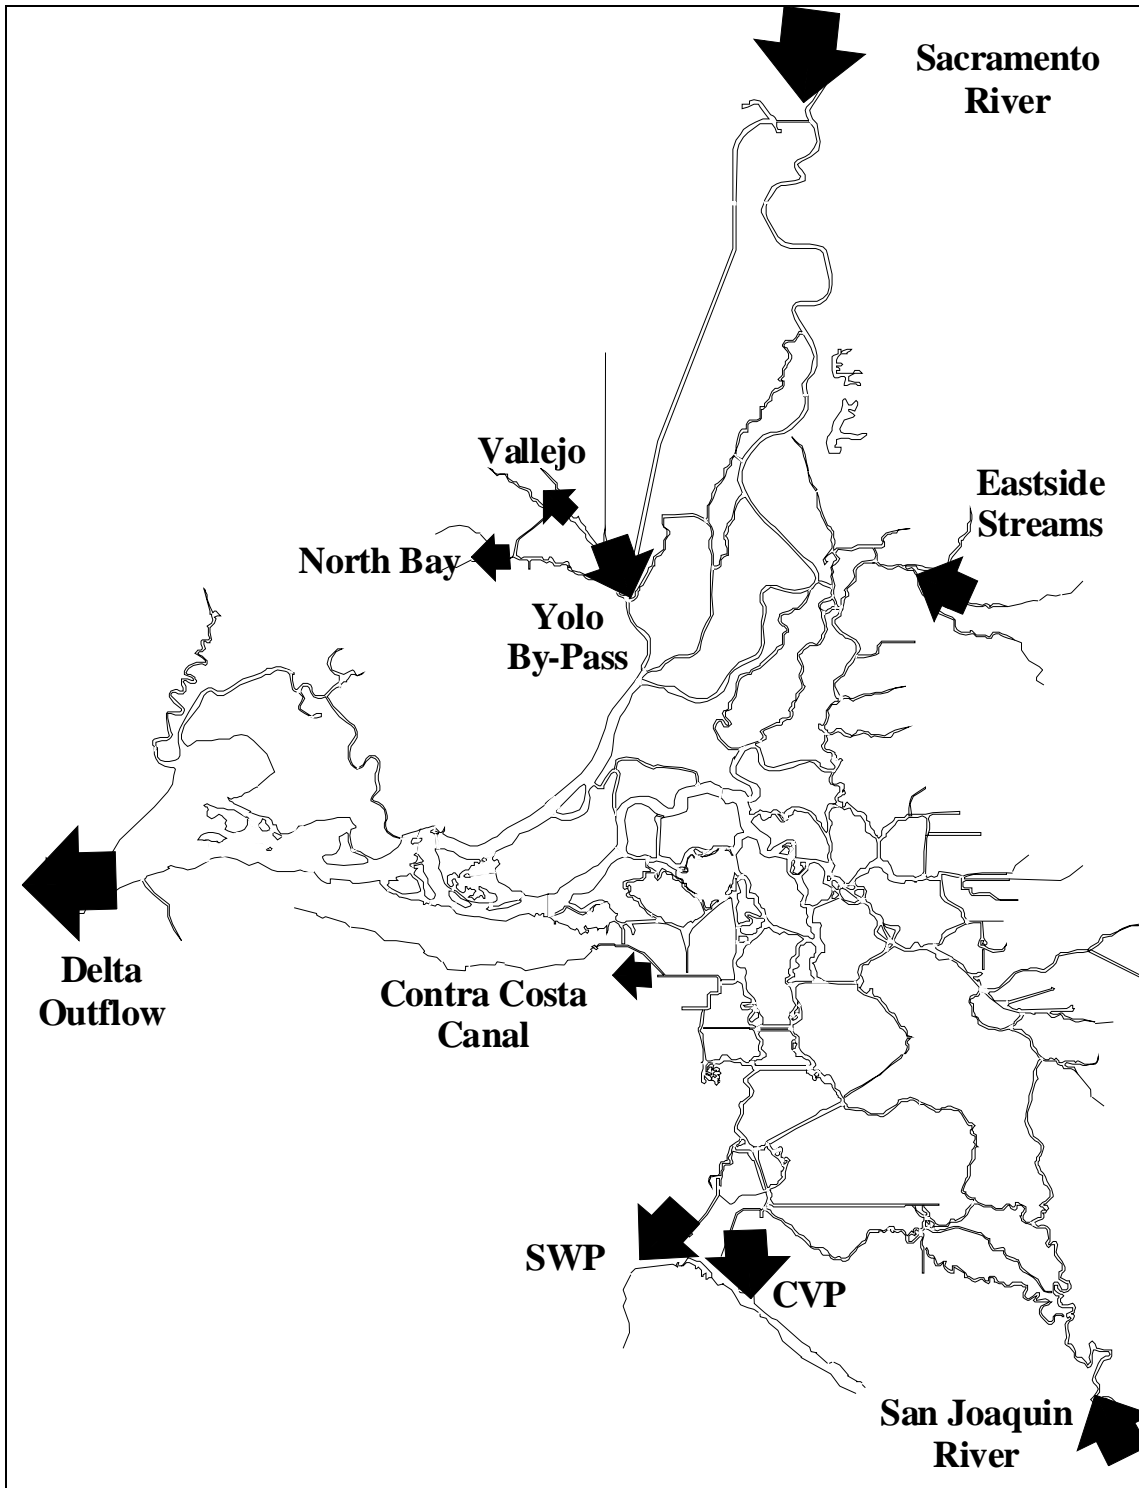 Sacramento
River
Vallejo
Eastside
Streams
North Bay
Yolo
By-Pass
Delta
Outflow
Contra Costa
Canal
SWP
CVP
San Joaquin
River